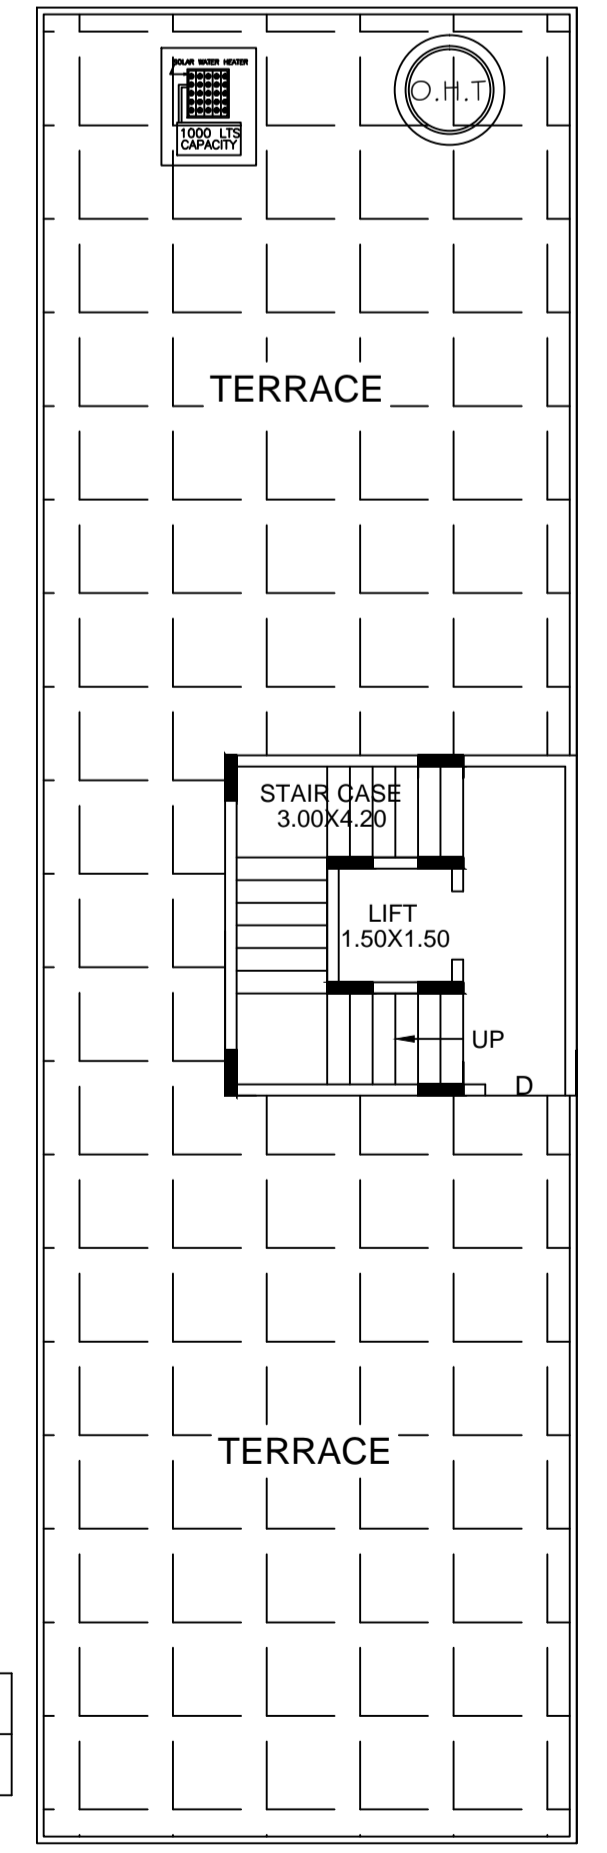 SOLAR WATER HEATER
1000 LTS
CAPACITY
O.H.T
TERRACE
STAIR CASE
3.00X4.20
LIFT
1.50X1.50
UP
D
TERRACE